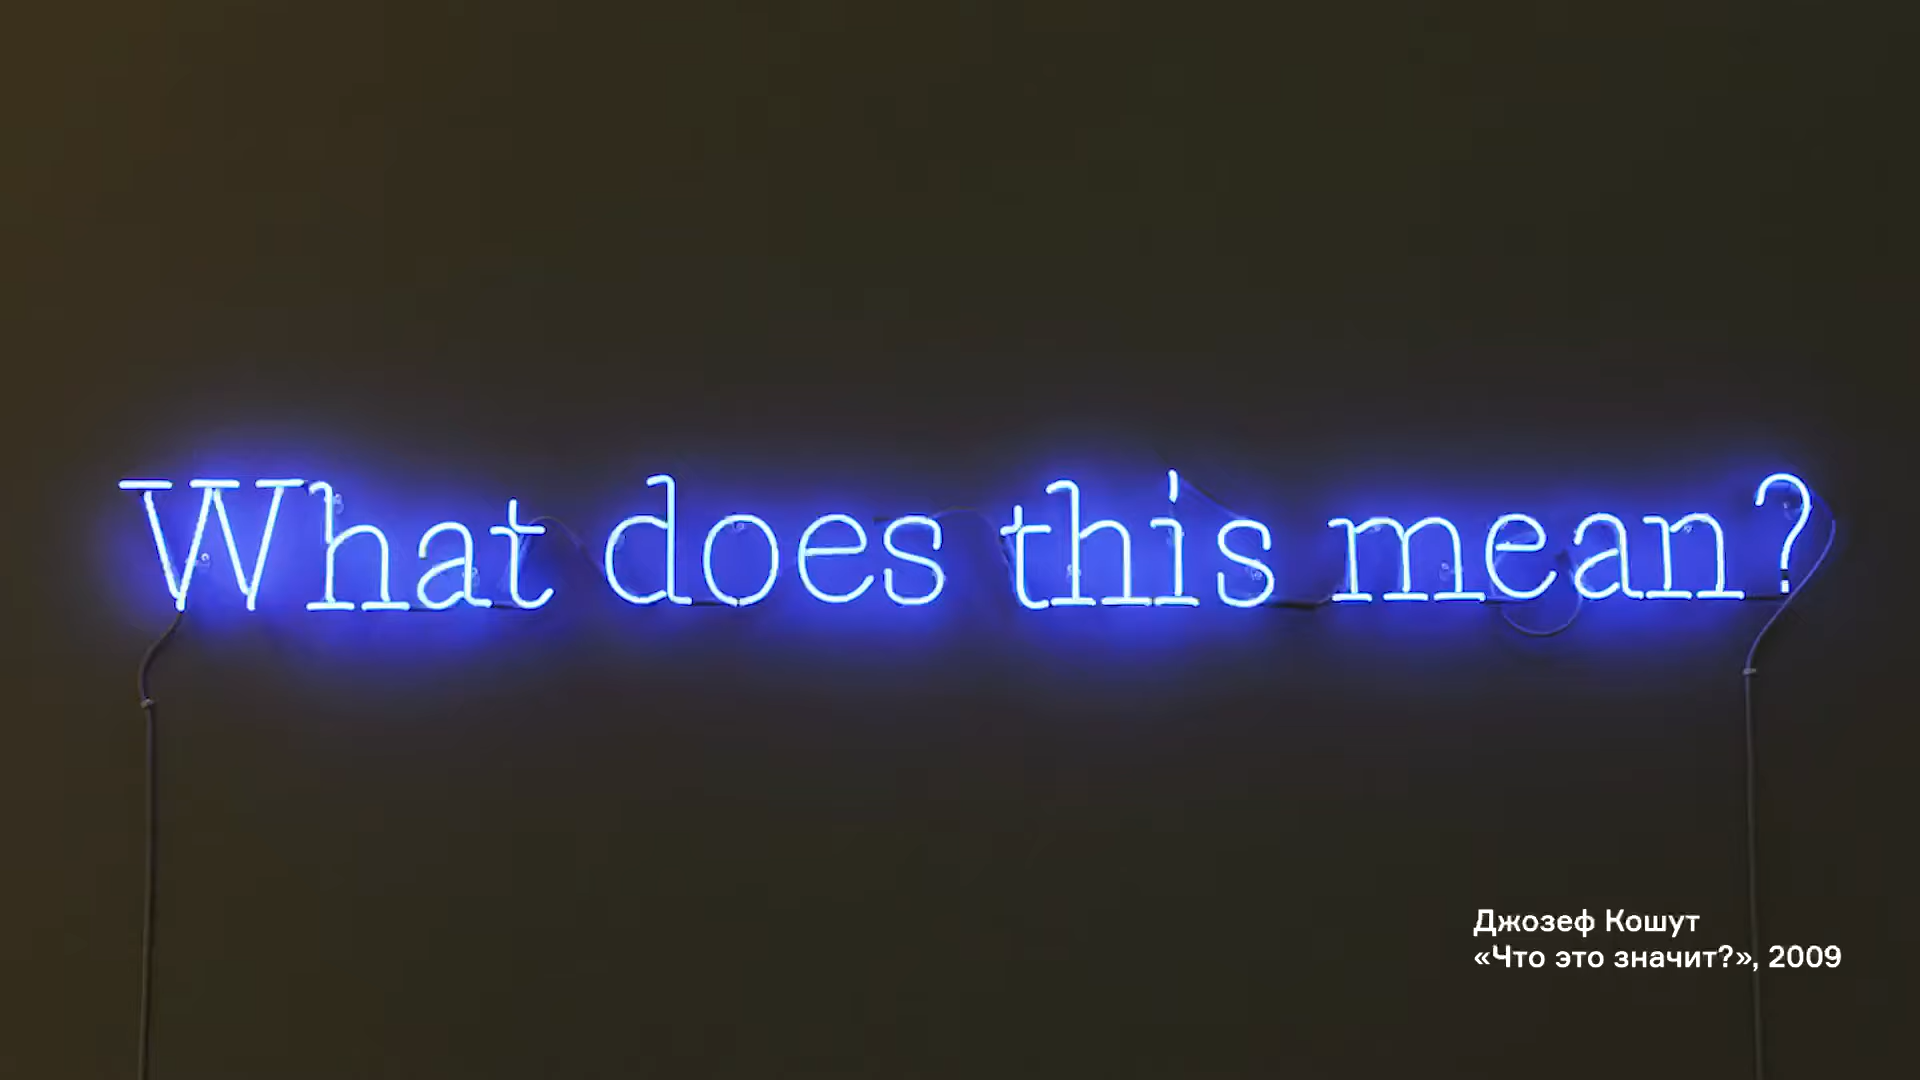 What does this mean?
Джозеф Кошут
«Что это значит?», 2009